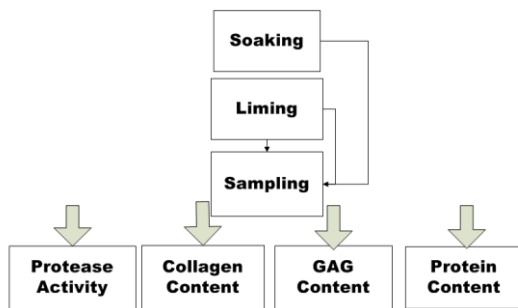 Soaking
Liming
Sampling
Protease
Activity
Collagen
Content
GAG
Content
Protein
Content